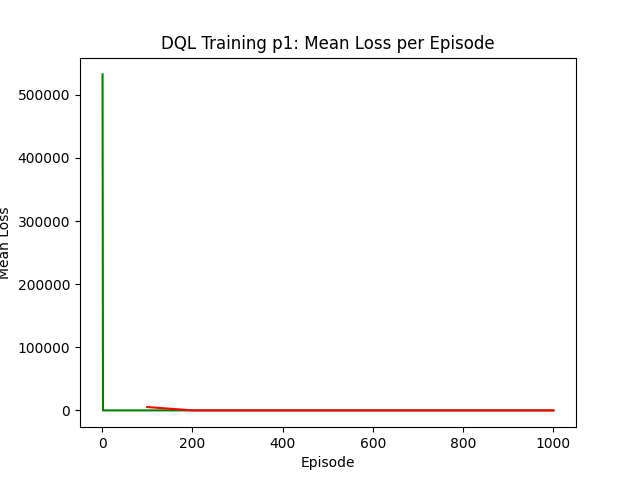 DQL Training p1: Mean Loss per Episode
500000
400000
300000
200000
100000
0
Mean Loss
0 200 400 600 800 1000
Episode